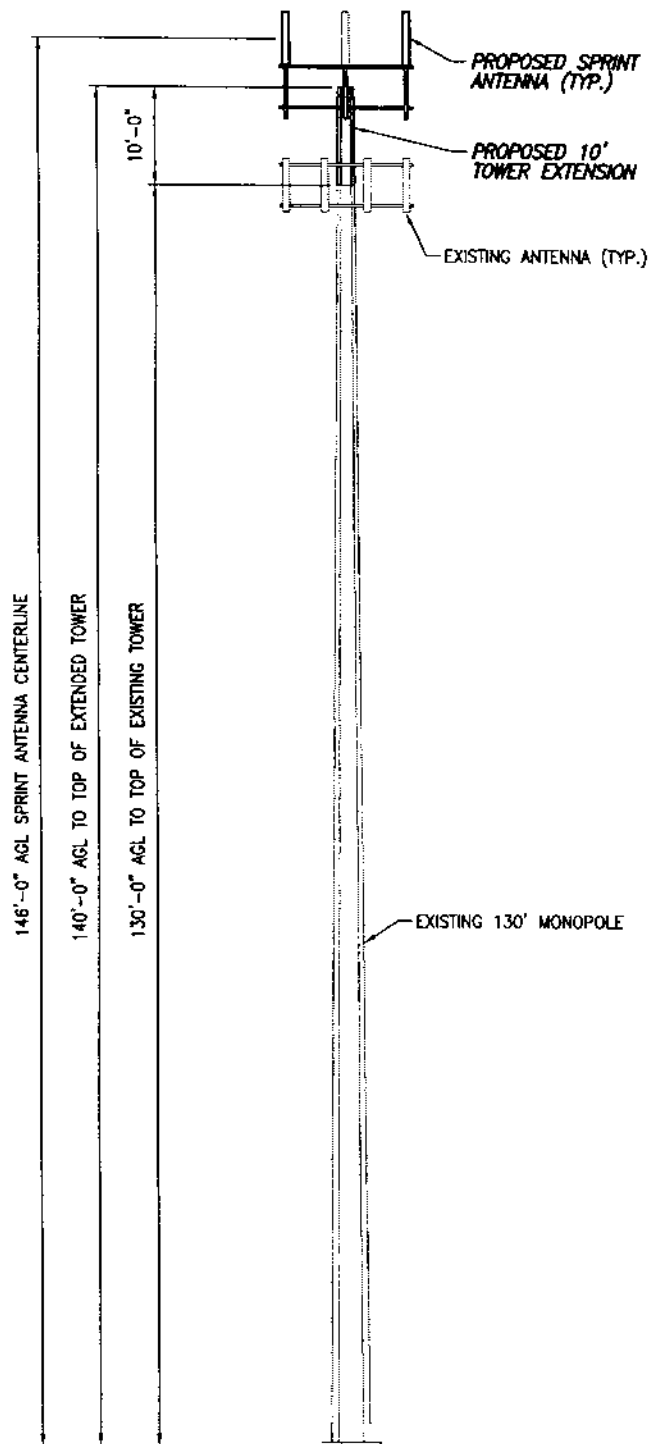 PROPOSED SPRINT
ANTENNA (TYP.)
10'-0"
PROPOSED 10'
TOWER EXTENSION
EXISTING ANTENNA (TYP.)
146'-0" AGL SPRINT ANTENNA CENTERLINE
140'-0" AGL TO TOP OF EXTENDED TOWER
130'-0" AGL TO TOP OF EXISTING TOWER
EXISTING 130' MONOPOLE